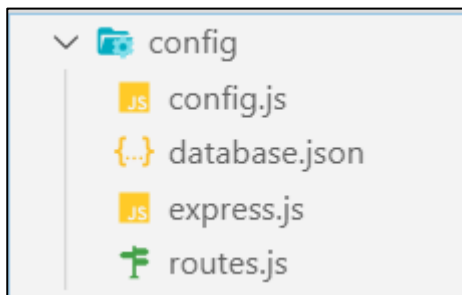 config
JS config.js
{...} database.json
JS express.js
routes.js